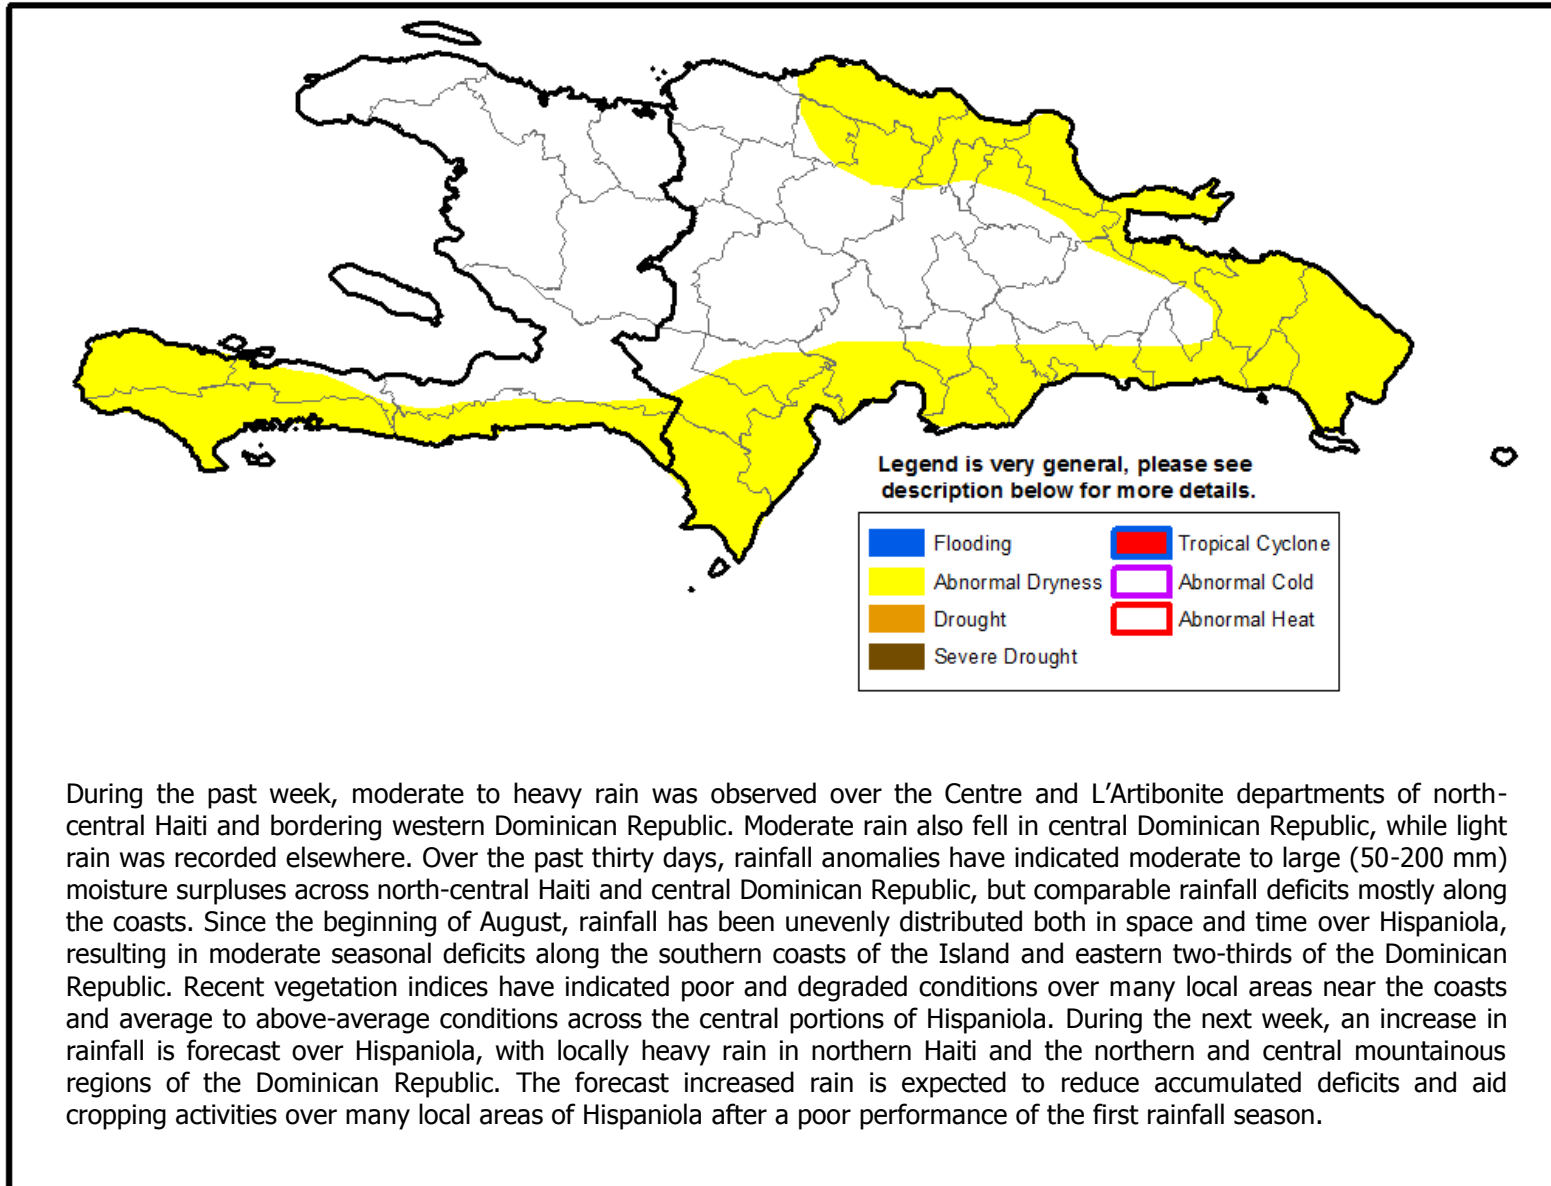 Legend is very general, please see
description below for more details.
Flooding
Tropical Cyclone
Abnormal Dryness
Abnormal Cold
Drought
Abnormal Heat
Severe Drought
During the past week, moderate to heavy rain was observed over the Centre and L’Artibonite departments of north-
central Haiti and bordering western Dominican Republic. Moderate rain also fell in central Dominican Republic, while light
rain was recorded elsewhere. Over the past thirty days, rainfall anomalies have indicated moderate to large (50-200 mm)
moisture surpluses across north-central Haiti and central Dominican Republic, but comparable rainfall deficits mostly along
the coasts. Since the beginning of August, rainfall has been unevenly distributed both in space and time over Hispaniola,
resulting in moderate seasonal deficits along the southern coasts of the Island and eastern two-thirds of the Dominican
Republic. Recent vegetation indices have indicated poor and degraded conditions over many local areas near the coasts
and average to above-average conditions across the central portions of Hispaniola. During the next week, an increase in
rainfall is forecast over Hispaniola, with locally heavy rain in northern Haiti and the northern and central mountainous
regions of the Dominican Republic. The forecast increased rain is expected to reduce accumulated deficits and aid
cropping activities over many local areas of Hispaniola after a poor performance of the first rainfall season.